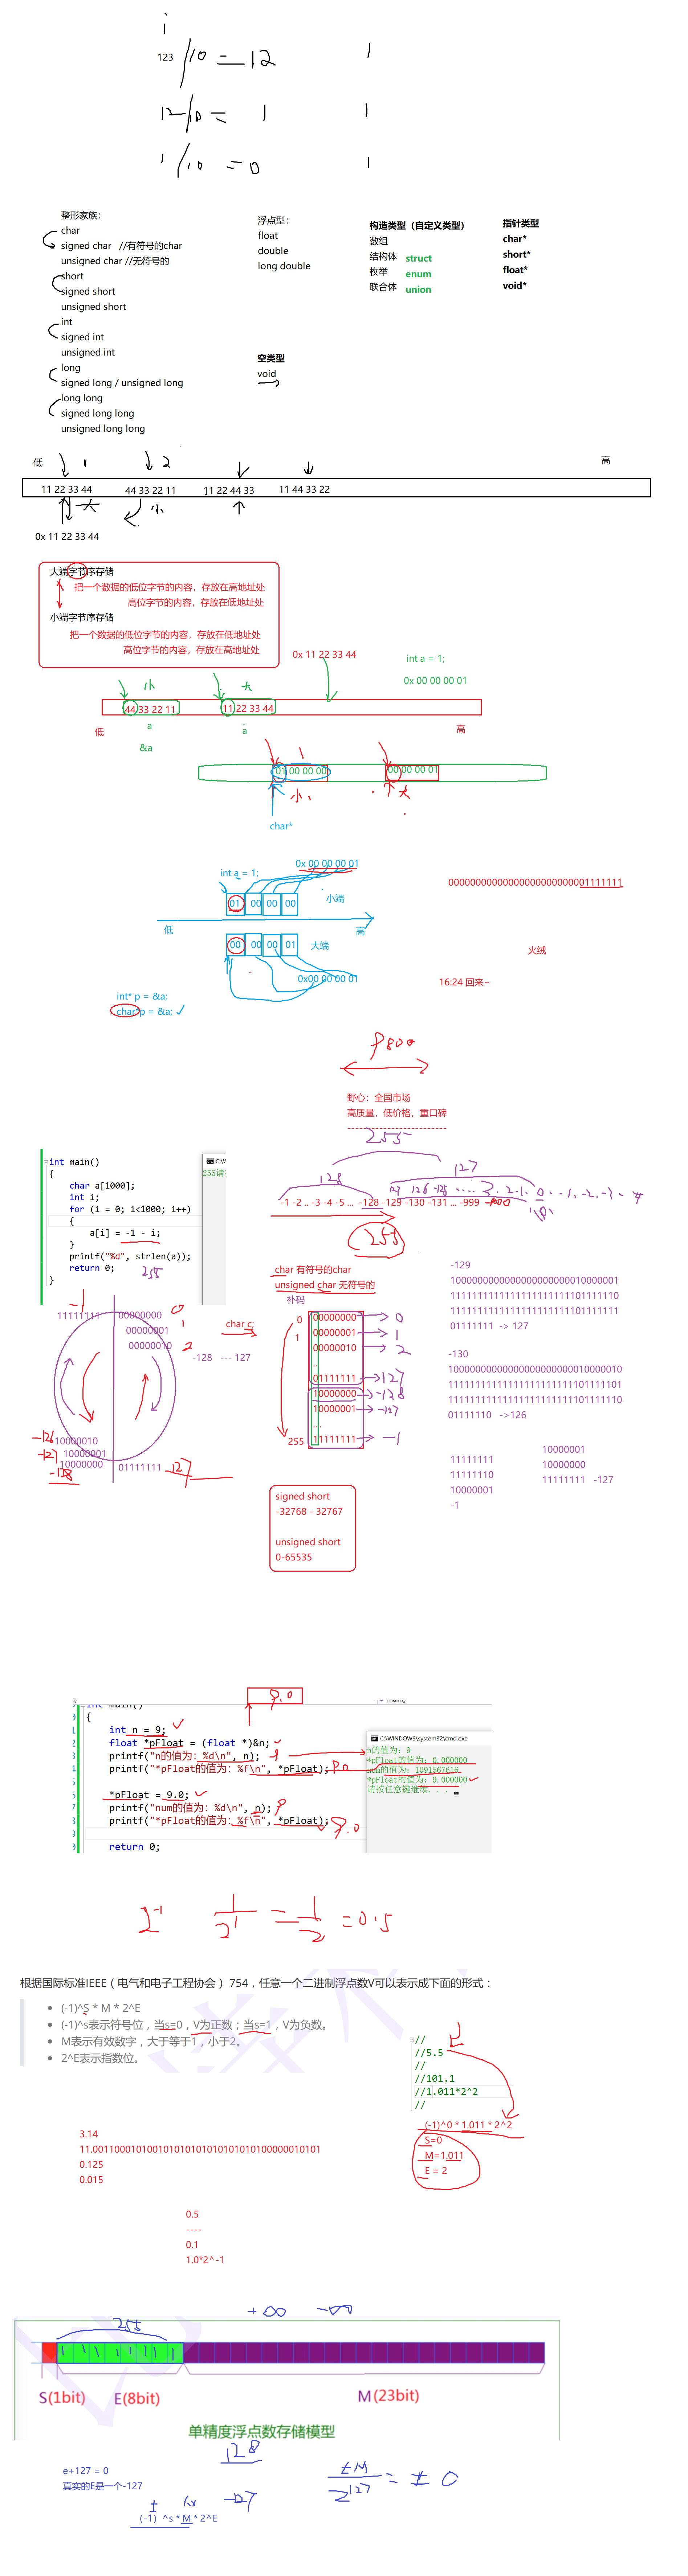 i
123 /10 = 12 1
12 /10 = 1 1
1 /10 = 0 1
整形家族：
char
signed char //有符号的char
unsigned char //无符号的
short
signed short
unsigned short
int
signed int
unsigned int
long
signed long / unsigned long
long long
signed long long
unsigned long long
浮点型：
float
double
long double
空类型
void
构造类型（自定义类型）
数组
结构体 struct
枚举 enum
联合体 union
指针类型
char*
short*
float*
void*
低 1 2 高
11 22 33 44 44 33 22 11 11 22 44 33 11 44 33 22
大 小
0x 11 22 33 44
大端字节序存储
把一个数据的低位字节的内容，存放在高地址处
高位字节的内容，存放在低地址处
小端字节序存储
把一个数据的低位字节的内容，存放在低地址处
高位字节的内容，存放在高地址处
0x 11 22 33 44
int a = 1;
0x 00 00 00 01
小 大
44 33 22 11 11 22 33 44
低 a a 高
&a
1
01 00 00 00 00 00 00 01
小 大
char*
0x 00 00 00 01
int a = 1;
01 00 00 00 小端
低 高
00 00 00 01 大端
0x00 00 00 01
int* p = &a;
char* p = &a;
00000000000000000000000001111111
火绒
16:24 回来~
P800
野心：全国市场
高质量，低价格，重口碑
------------------------
int main()
{
char a[1000];
int i;
for (i = 0; i<1000; i++)
{
a[i] = -1 - i;
}
printf("%d", strlen(a));
return 0; 255
}
C:\W
255请
255
128 127
127 126 125 .... 3. 2. 1. 0. -1. -2. -3
-1 -2 .. -3 -4 -5 ... -128 -129 -130 -131 ... -999 -1000
255
char 有符号的char
unsigned char 无符号的
补码
-1
11111111 00000000 0
00000001 1
00000010 2
-128 --- 127
-126 10000010
-127 10000001
10000000 01111111 127
-128
char c;
0 00000000 0
1 00000001 1
00000010 2
..
01111111 127
10000000 -128
10000001 -127
...
255 11111111 -1
-129
10000000000000000000000010000001
11111111111111111111111101111110
11111111111111111111111101111111
01111111 -> 127
-130
10000000000000000000000010000010
11111111111111111111111101111101
11111111111111111111111101111110
01111110 ->126
11111111
11111110
10000001
-1
10000001
10000000
11111111 -127
signed short
-32768 - 32767
unsigned short
0-65535
9.0
int main()
{
int n = 9;
float *pFloat = (float *)&n;
printf("n的值为：%d\n", n);
printf("*pFloat的值为：%f\n", *pFloat);
*pFloat = 9.0;
printf("num的值为：%d\n", n);
printf("*pFloat的值为：%f\n", *pFloat); 9.0
return 0;
C:\WINDOWS\system32\cmd.exe
n的值为：9
*pFloat的值为：0.000000
num的值为：1091567616
*pFloat的值为：9.000000
请按任意键继续. . .
2^-1 1/2^1 = 1/2 = 0.5
根据国际标准IEEE（电气和电子工程协会） 754，任意一个二进制浮点数V可以表示成下面的形式：
(-1)^S * M * 2^E
(-1)^s表示符号位，当s=0，V为正数；当s=1，V为负数。
M表示有效数字，大于等于1，小于2。
2^E表示指数位。
//
//5.5
//
//101.1
//1.011*2^2
//
(-1)^0 * 1.011 * 2^2
S=0
M=1.011
E = 2
3.14
11.0011000101001010101010101010101010100000010101
0.125
0.015
0.5
----
0.1
1.0*2^-1
+∞ -∞
255
1 1 1 1 1 1 1 1
S(1bit) E(8bit) M(23bit)
单精度浮点数存储模型
e+127 = 0
真实的E是一个-127
128
-127
±M/2^127 = ± 0
(-1) ^s * M * 2^E